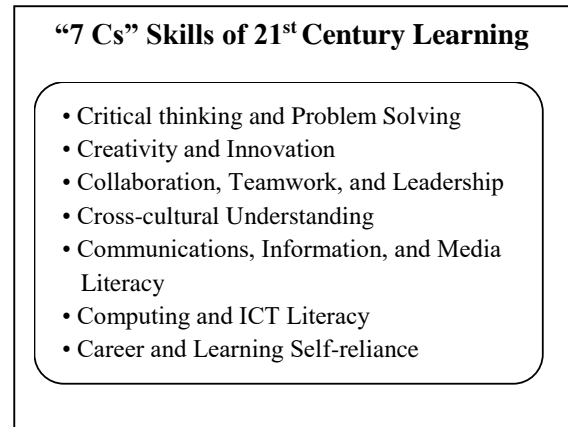 “7 Cs” Skills of 21st Century Learning
• Critical thinking and Problem Solving
• Creativity and Innovation
• Collaboration, Teamwork, and Leadership
• Cross-cultural Understanding
• Communications, Information, and Media
Literacy
• Computing and ICT Literacy
• Career and Learning Self-reliance